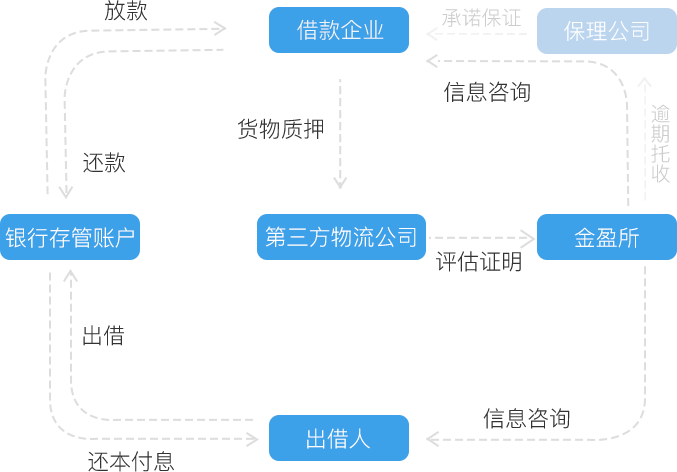 放款
借款企业
承诺保证
保理公司
信息咨询
货物质押
逾期托收
还款
银行存管账户
第三方物流公司
评估证明
金盈所
出借
信息咨询
出借人
还本付息